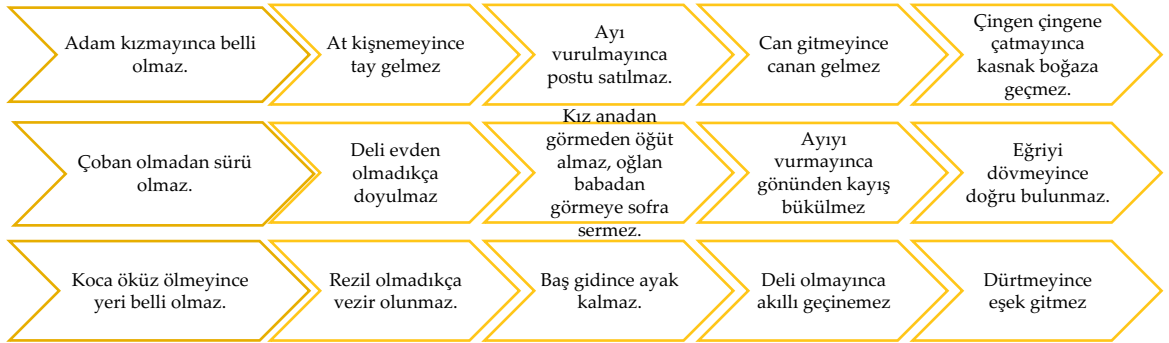 Adam kızmayınca belli
olmaz.
At kişnemeyince
tay gelmez
Ayı
vurulmayınca
postu satılmaz.
Can gitmeyince
canan gelmez
Çingen çingene
çatmayınca
kasnak boğaza
geçmez.
Çoban olmadan sürü
olmaz.
Deli evden
olmadıkça
doyulmaz
Kız anadan
görmeden öğüt
almaz, oğlan
babadan
görmeye sofra
sermez.
Ayıyı
vurmayınca
gönünden kayış
bükülmez
Eğriyi
dövmeyince
doğru bulunmaz.
Koca öküz ölmeyince
yeri belli olmaz.
Rezil olmadıkça
vezir olunmaz.
Baş gidince ayak
kalmaz.
Deli olmayınca
akıllı geçinemez
Dürtmeyince
eşek gitmez